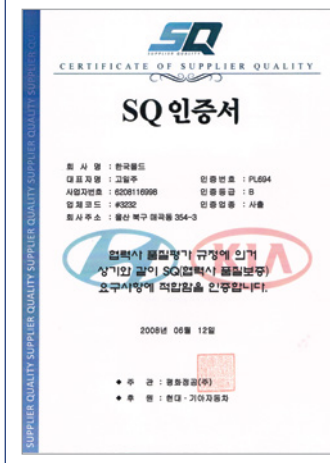 SQ
SUPPLIER QUALITY
CERTIFICATE OF SUPPLIER QUALITY
SQ 인증서
회 사 명 : 한국몰드
대 표 자 명 : 고일주
인 증 번 호 : PL694
사업자번호 : 6208116998
인 증 등 급 : B
업 체 코 드 : #3232
인 증 업 종 : 사출
회 사 주 소 : 울산 북구 매곡동 354-3
협력사 품질평가 규정에 의거
상기와 같이 SQ(협력사 품질보증)
요구사항에 적합함을 인증합니다.
KIA
2008년 06월 12일
◆ 주 관 : 평화정공(주)
◆ 후 원 : 현대 · 기아자동차
SUPPLIER QUALITY SUPPLIER QUALITY SUPPLIER QUALITY SUPPLIER QUALITY